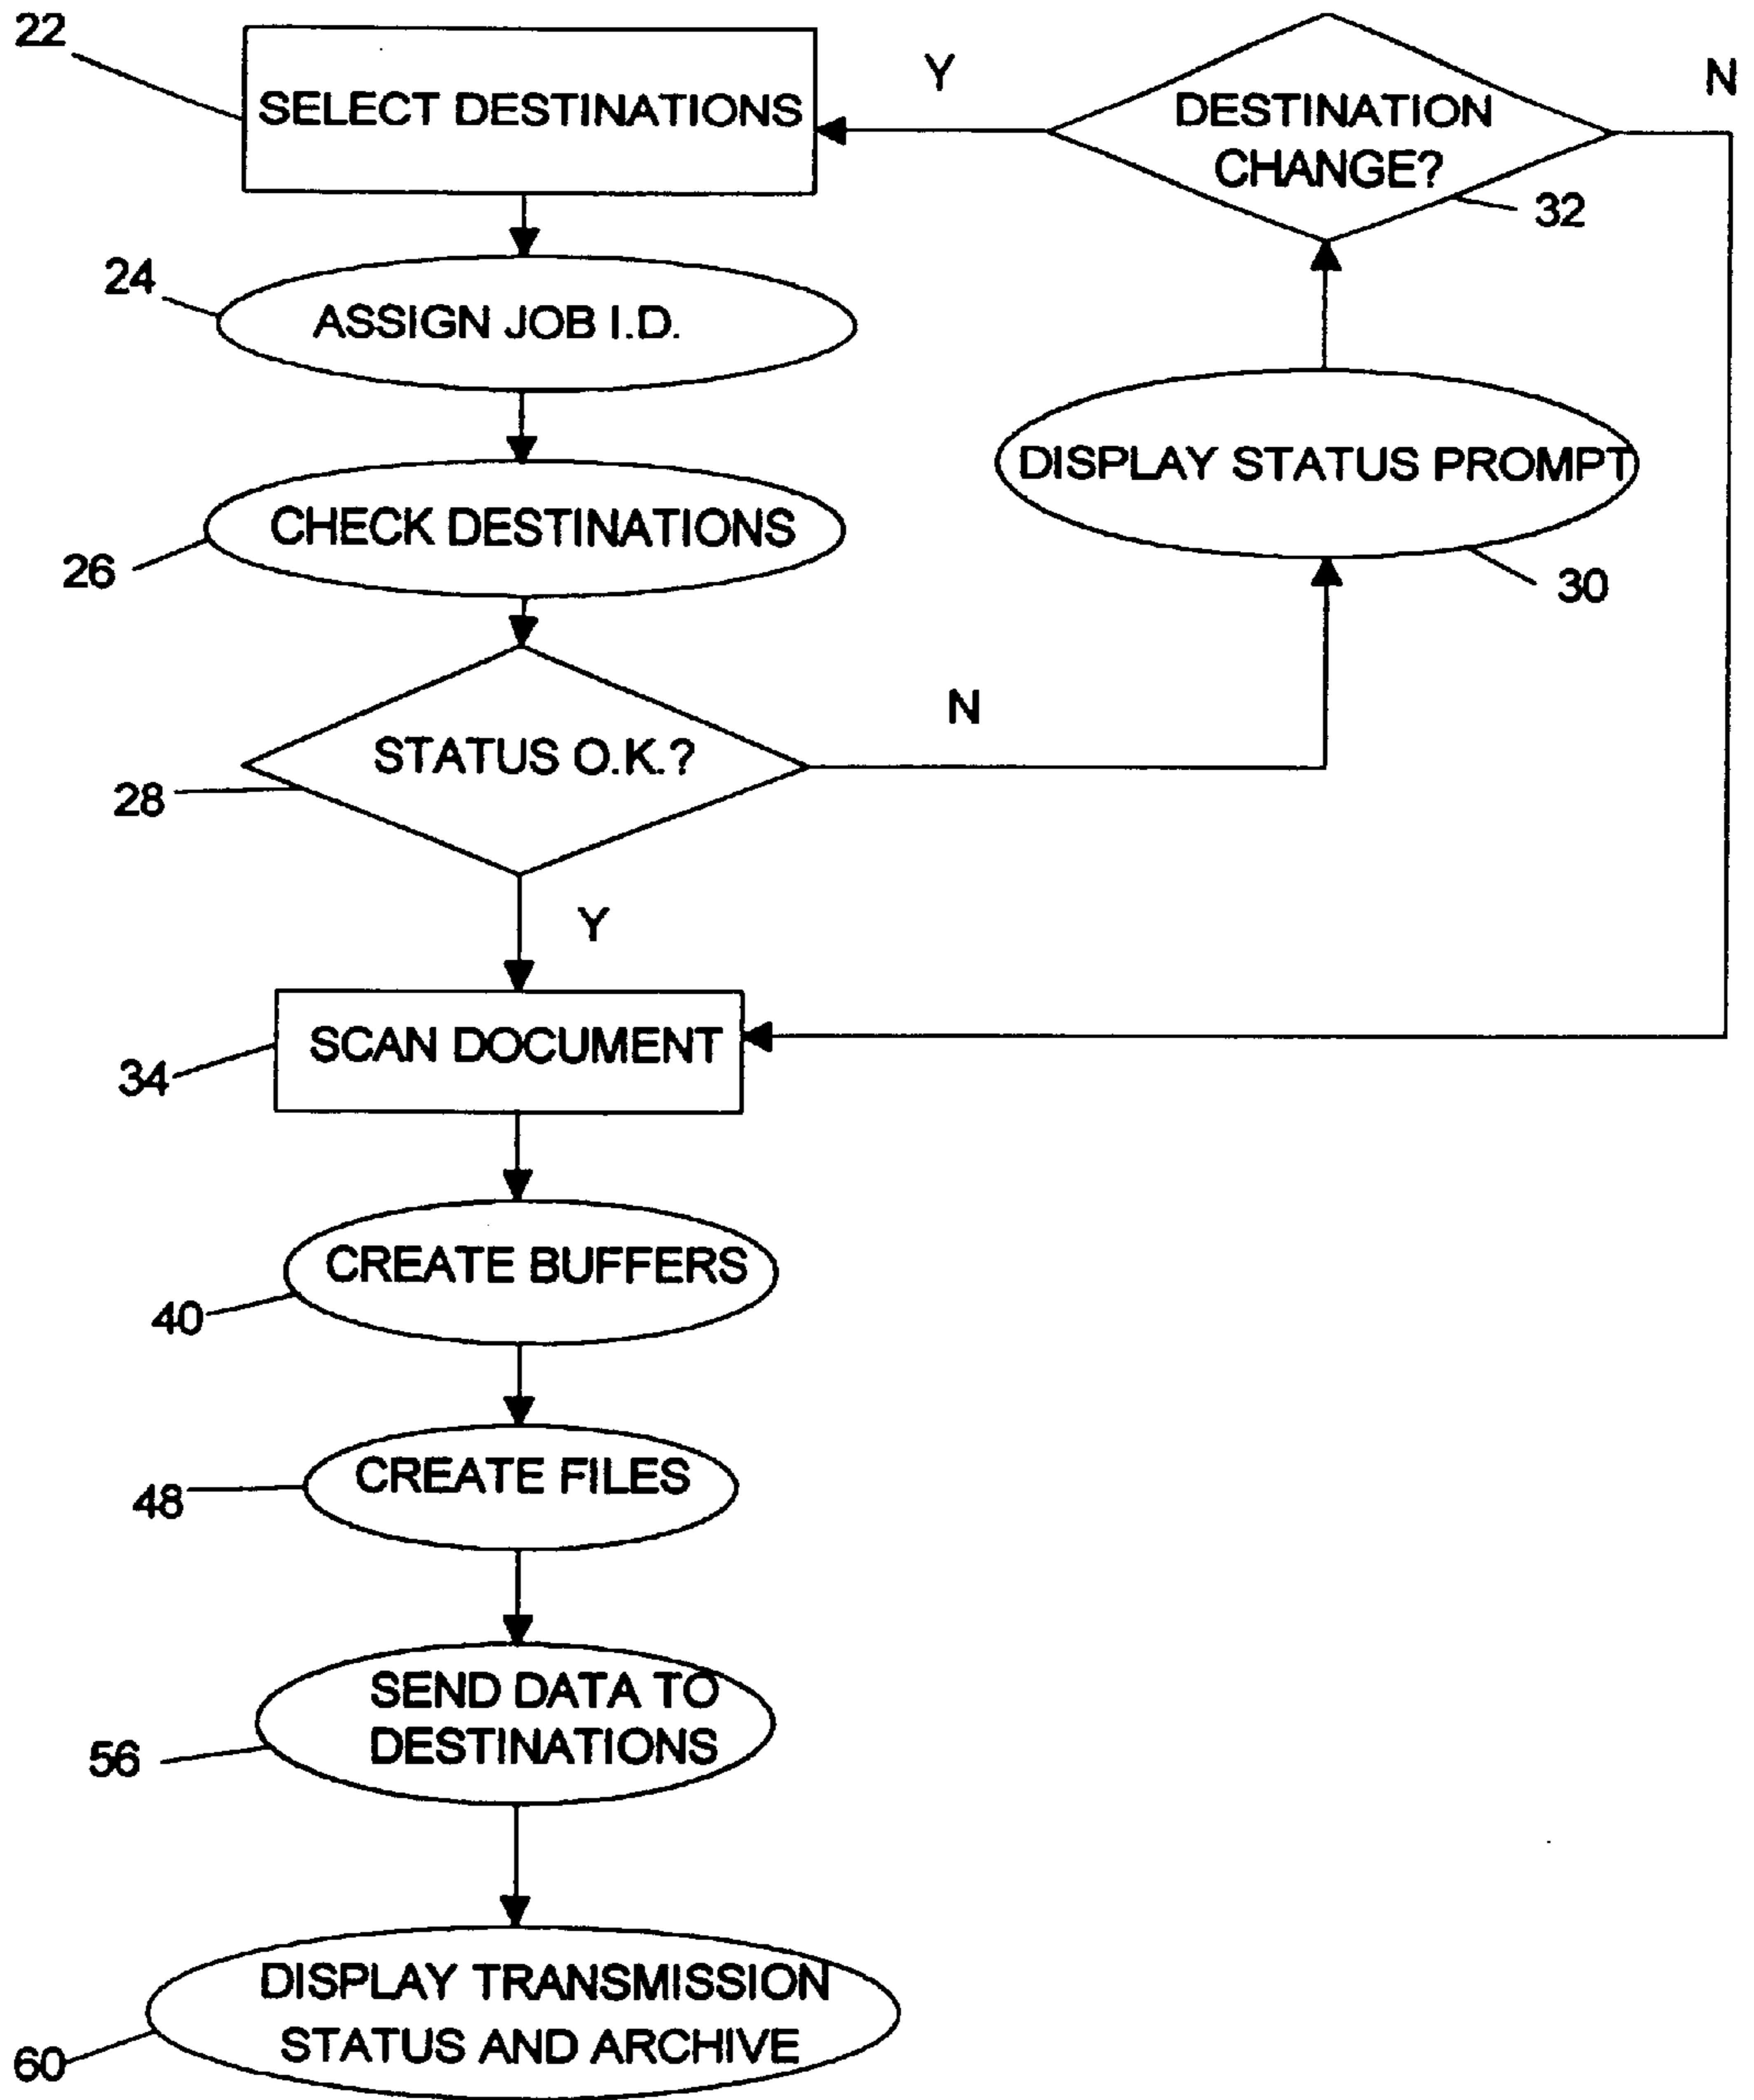 22
SELECT DESTINATIONS
Y
DESTINATION
CHANGE?
N
32
24
ASSIGN JOB I.D.
DISPLAY STATUS PROMPT
30
CHECK DESTINATIONS
26
STATUS O.K.?
N
28
Y
SCAN DOCUMENT
34
CREATE BUFFERS
40
CREATE FILES
48
SEND DATA TO
DESTINATIONS
56
DISPLAY TRANSMISSION
STATUS AND ARCHIVE
60